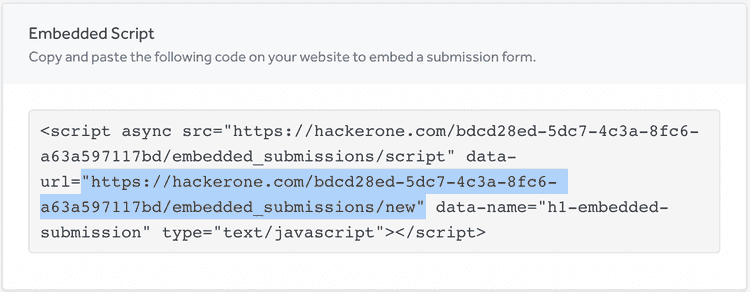 Embedded Script
Copy and paste the following code on your website to embed a submission form.
<script async src="https://hackerone.com/bdcd28ed-5dc7-4c3a-8fc6-
a63a597117bd/embedded_submissions/script" data-
url="https://hackerone.com/bdcd28ed-5dc7-4c3a-8fc6-
a63a597117bd/embedded_submissions/new" data-name="h1-embedded-
submission" type="text/javascript"></script>